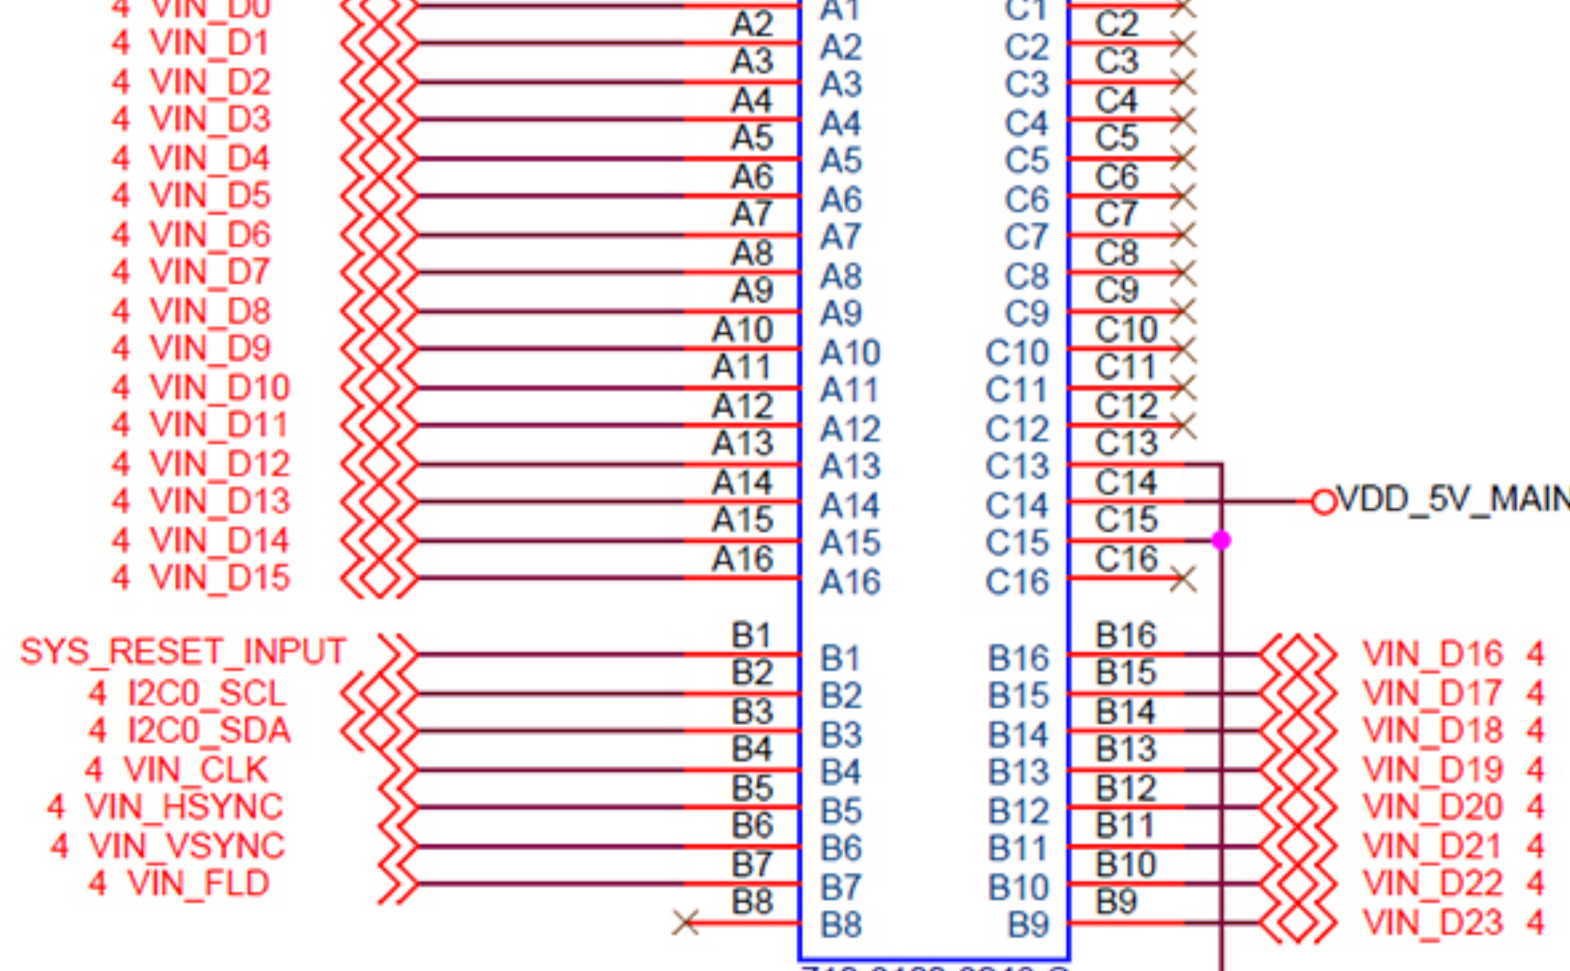 4 VIN_D0 A1 C1
A2 C2
4 VIN_D1 A2 C2
A3 C3
4 VIN_D2 A3 C3
A4 C4
4 VIN_D3 A4 C4
A5 C5
4 VIN_D4 A5 C5
A6 C6
4 VIN_D5 A6 C6
A7 C7
4 VIN_D6 A7 C7
A8 C8
4 VIN_D7 A8 C8
A9 C9
4 VIN_D8 A9 C9
A10 C10
4 VIN_D9 A10 C10
A11 C11
4 VIN_D10 A11 C11
A12 C12
4 VIN_D11 A12 C12
A13 C13
4 VIN_D12 A13 C13
A14 C14
4 VIN_D13 A14 C14 VDD_5V_MAIN
A15 C15
4 VIN_D14 A15 C15
A16 C16
4 VIN_D15 A16 C16
B1 B16
SYS_RESET_INPUT B1 B16 VIN_D16 4
B2 B15
4 I2C0_SCL B2 B15 VIN_D17 4
B3 B14
4 I2C0_SDA B3 B14 VIN_D18 4
B4 B13
4 VIN_CLK B4 B13 VIN_D19 4
B5 B12
4 VIN_HSYNC B5 B12 VIN_D20 4
B6 B11
4 VIN_VSYNC B6 B11 VIN_D21 4
B7 B10
4 VIN_FLD B7 B10 VIN_D22 4
B8 B9
B8 B9 VIN_D23 4